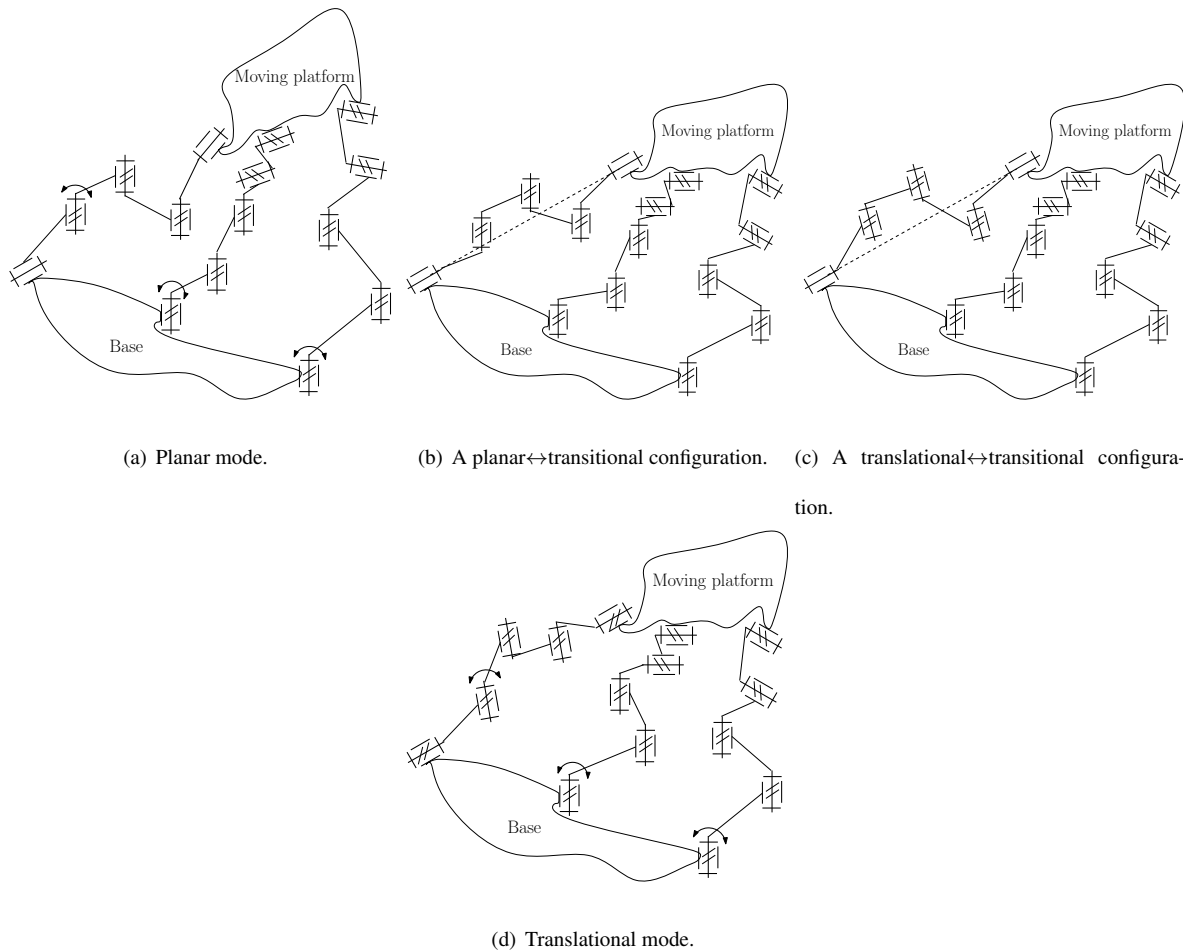 Moving platform
Moving platform
Moving platform
Base
Base
Base
(a) Planar mode.
(b) A planar↔transitional configuration.
(c) A translational↔transitional configura-
tion.
Moving platform
Base
(d) Translational mode.